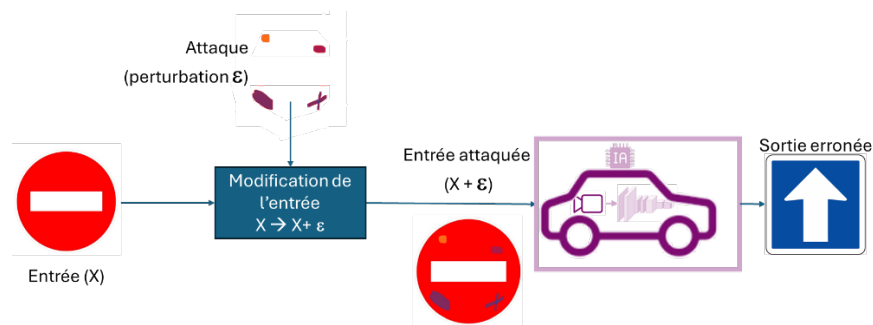 Attaque
(perturbation ε)
Modification de
l'entrée
X → X+ ε
Entrée (X)
Entrée attaquée
(X + ε)
IA
Sortie erronée